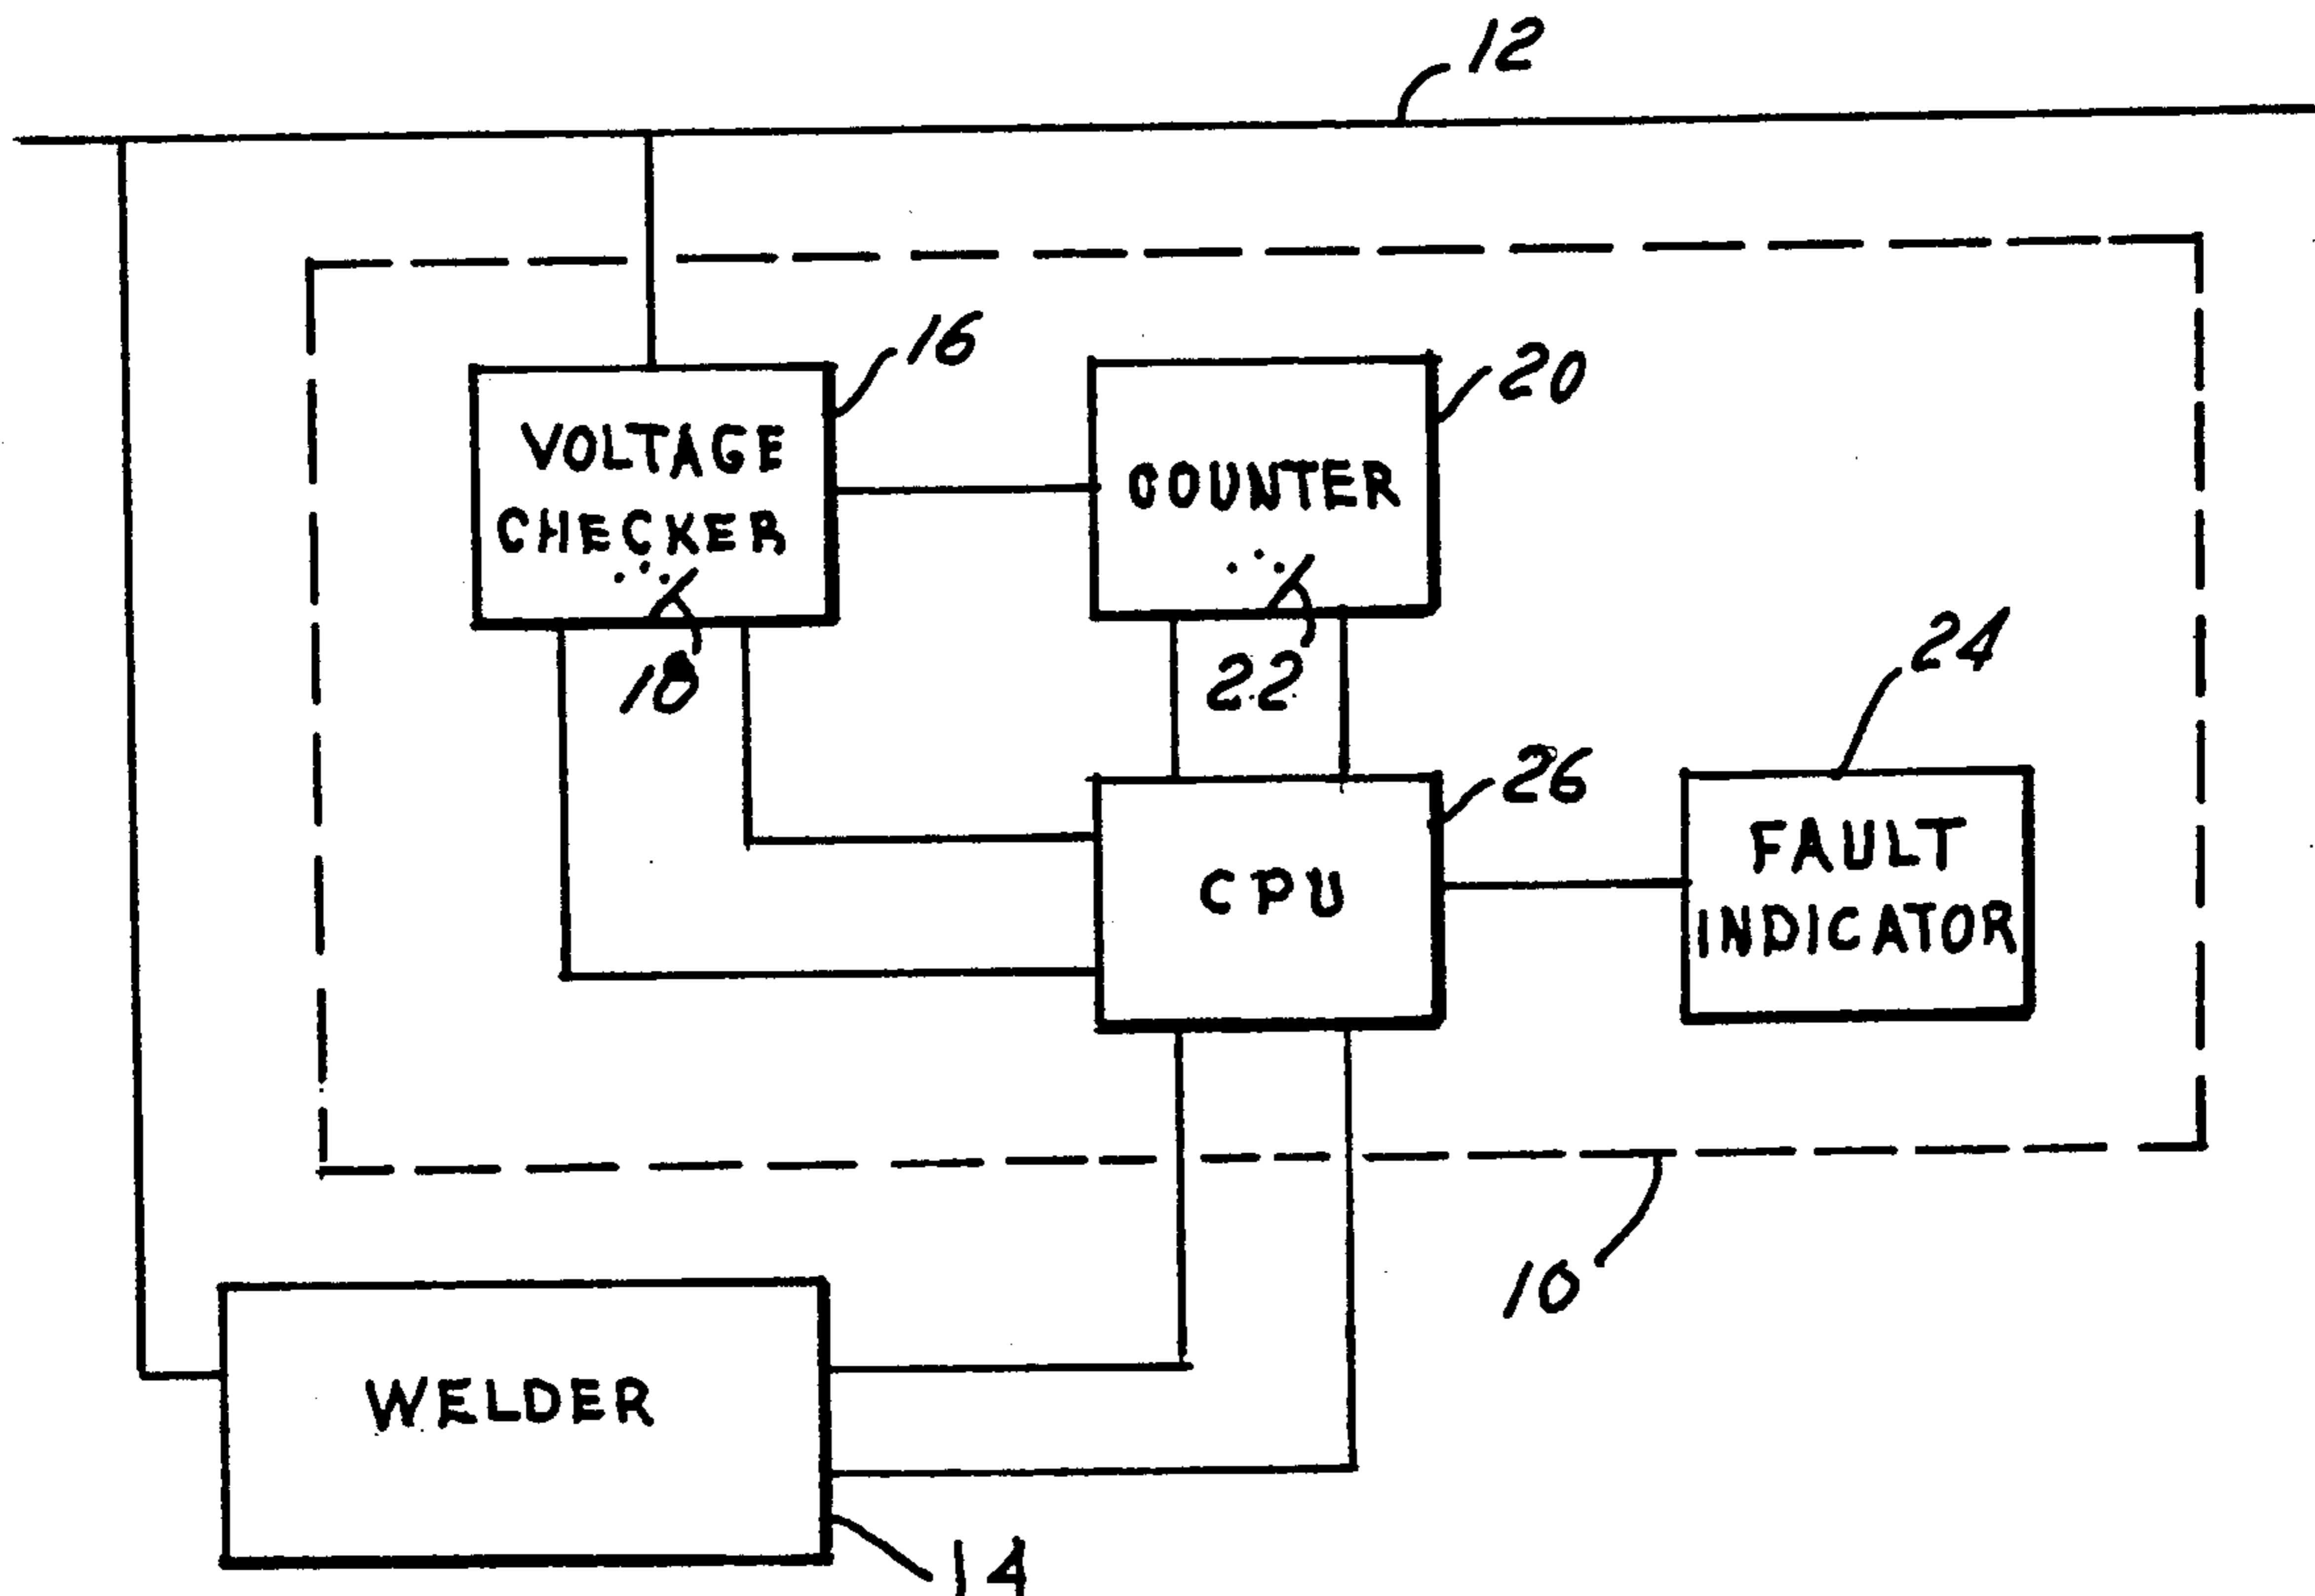 12
16
20
VOLTAGE
CHECKER
COUNTER
18
22
24
26
CPU
FAULT
INDICATOR
10
WELDER
14